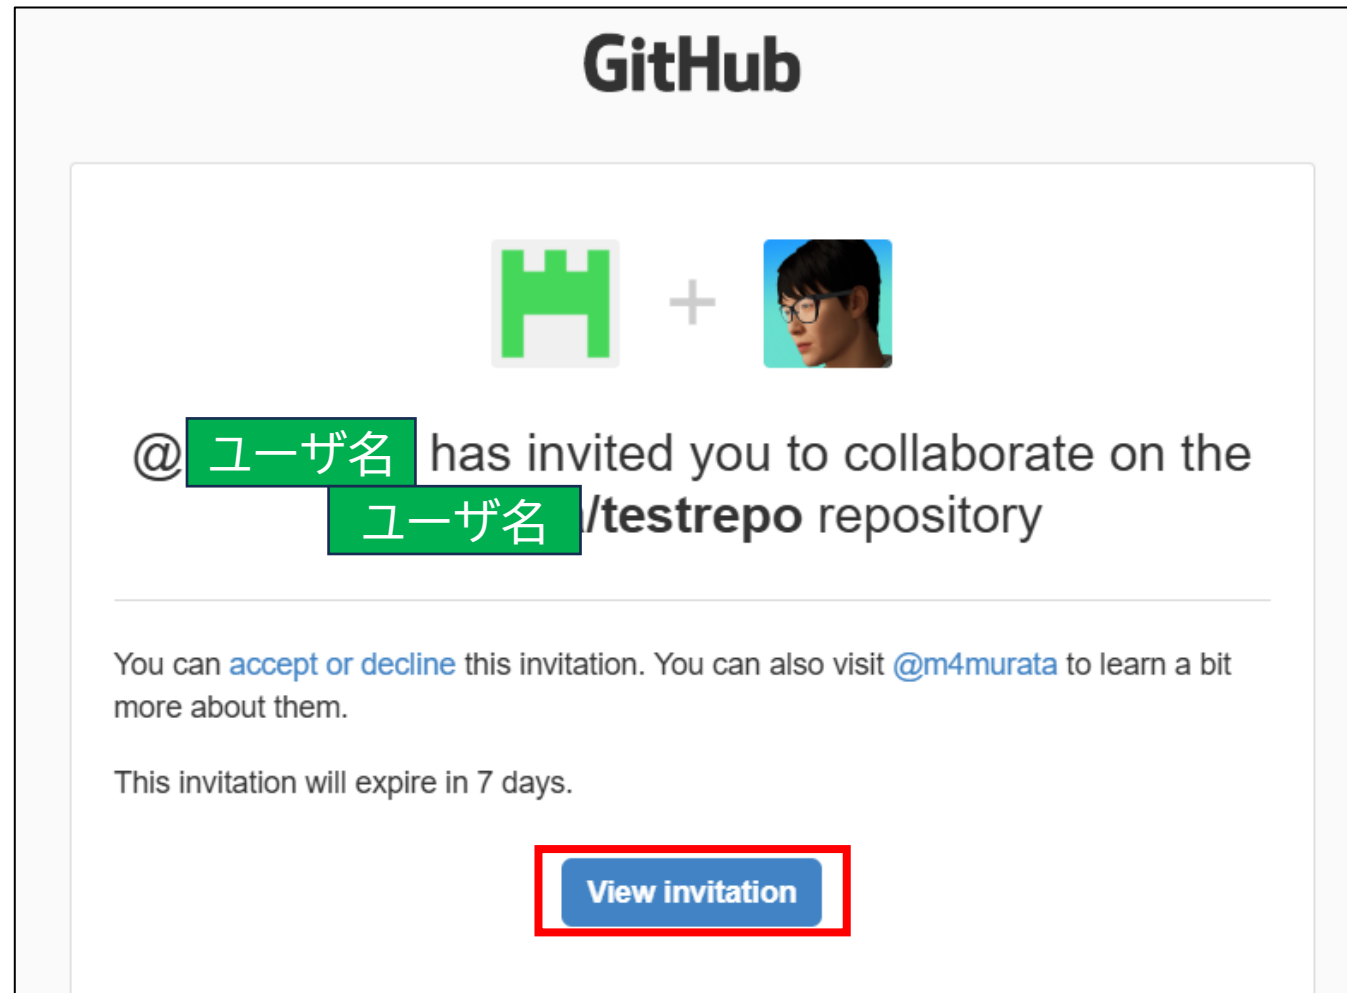 GitHub
@ ユーザ名 has invited you to collaborate on the
ユーザ名 /testrepo repository
You can accept or decline this invitation. You can also visit @m4murata to learn a bit
more about them.
This invitation will expire in 7 days.
View invitation